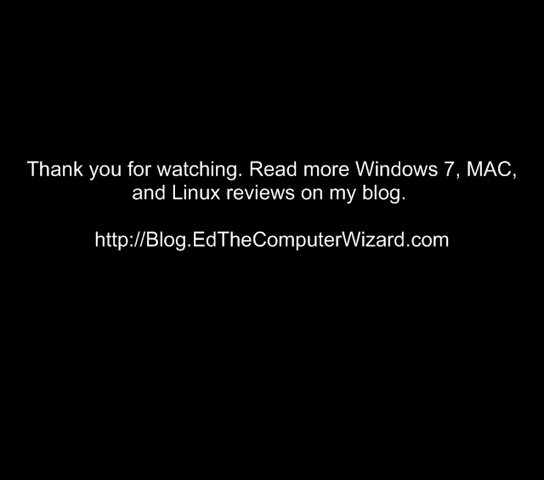 Thank you for watching. Read more Windows 7, MAC,
and Linux reviews on my blog.
http://Blog.EdTheComputerWizard.com